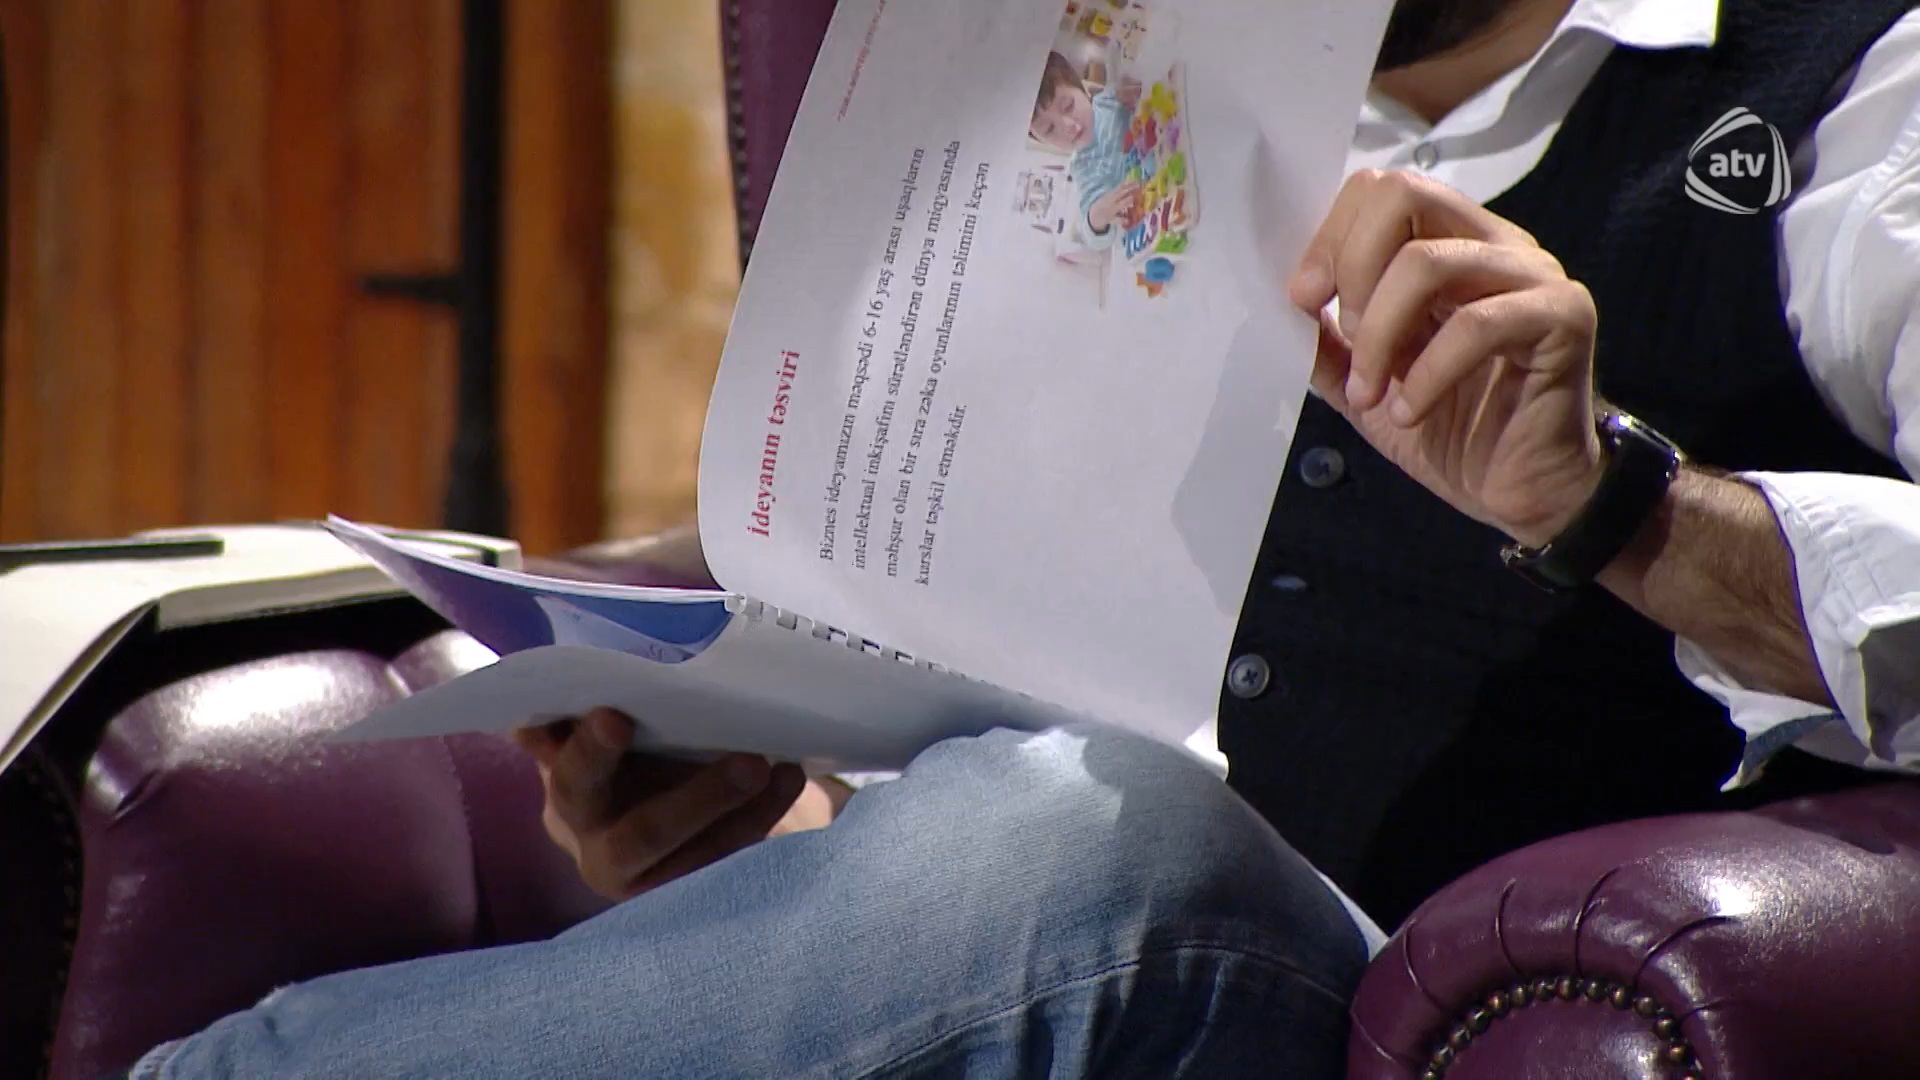 İdeyanın təsviri
Biznes ideyamızın məqsədi 6-16 yaş arası uşaqların
intellektual inkişafını sürətləndirən dünya miqyasında
məhşur olan bir sıra zəka oyunlarının təlimini keçən
kurslar təşkil etməkdir.
atv